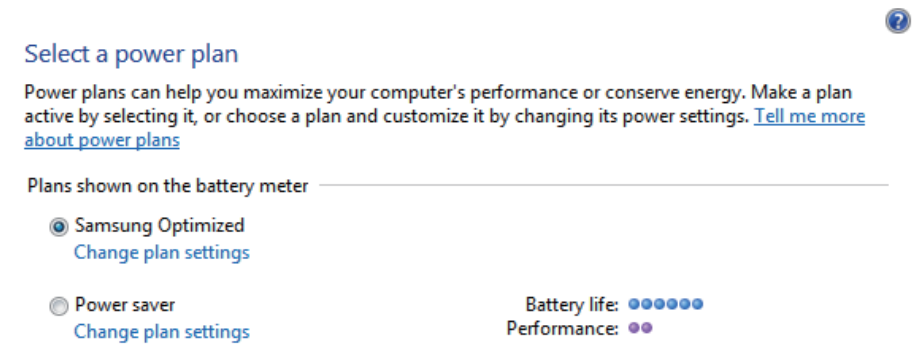 Select a power plan
Power plans can help you maximize your computer's performance or conserve energy. Make a plan
active by selecting it, or choose a plan and customize it by changing its power settings. Tell me more
about power plans
Plans shown on the battery meter
Samsung Optimized
Change plan settings
Power saver
Battery life:
Change plan settings
Performance: